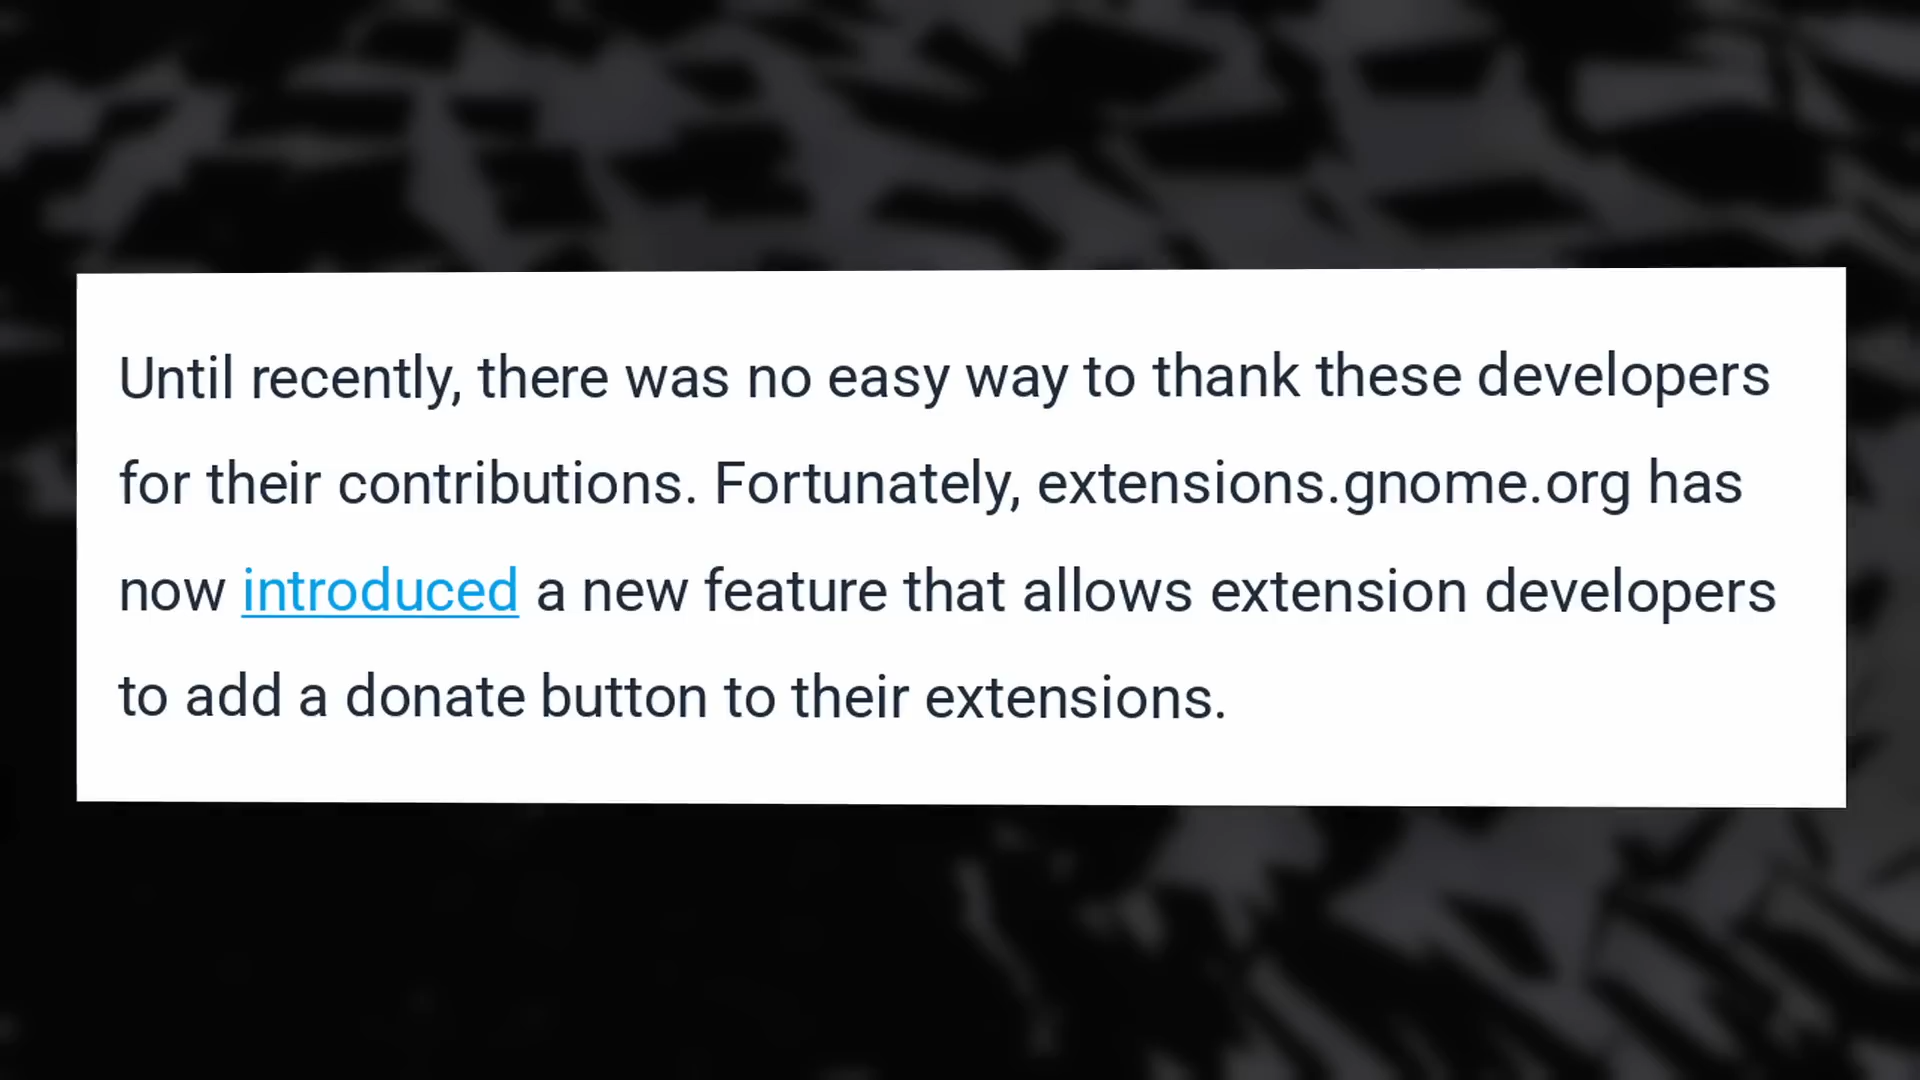 Until recently, there was no easy way to thank these developers
for their contributions. Fortunately, extensions.gnome.org has
now introduced a new feature that allows extension developers
to add a donate button to their extensions.